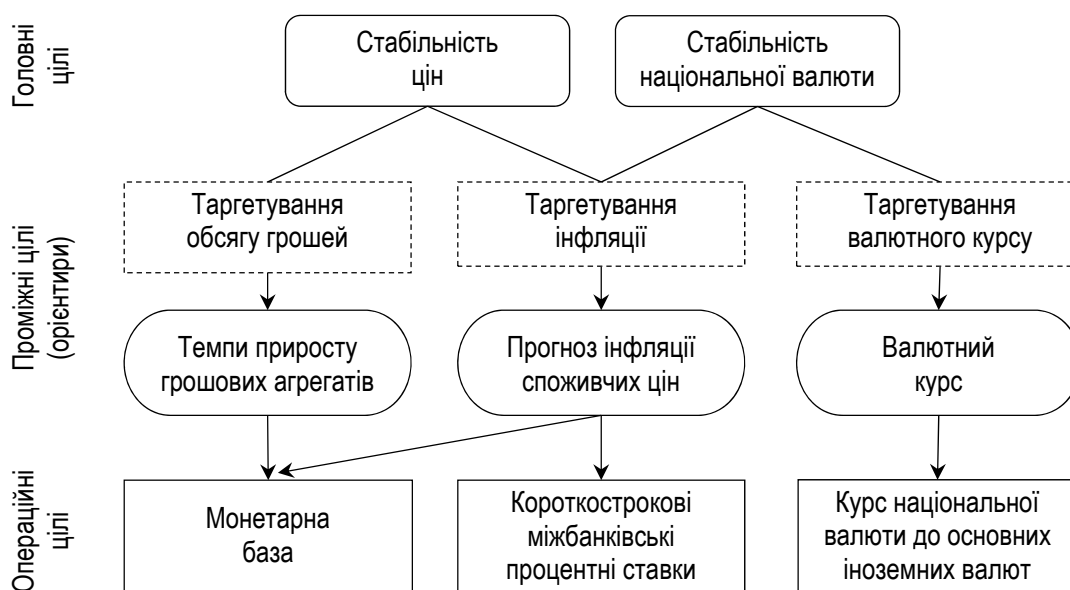 Головні
цілі
Стабільність
цін
Стабільність
національної валюти
Проміжні цілі
(орієнтири)
Таргетування
обсягу грошей
Таргетування
інфляції
Таргетування
валютного курсу
Темпи приросту
грошових агрегатів
Прогноз інфляції
споживчих цін
Валютний
курс
Операційні
цілі
Монетарна
база
Короткострокові
міжбанківські
процентні ставки
Курс національної
валюти до основних
іноземних валют